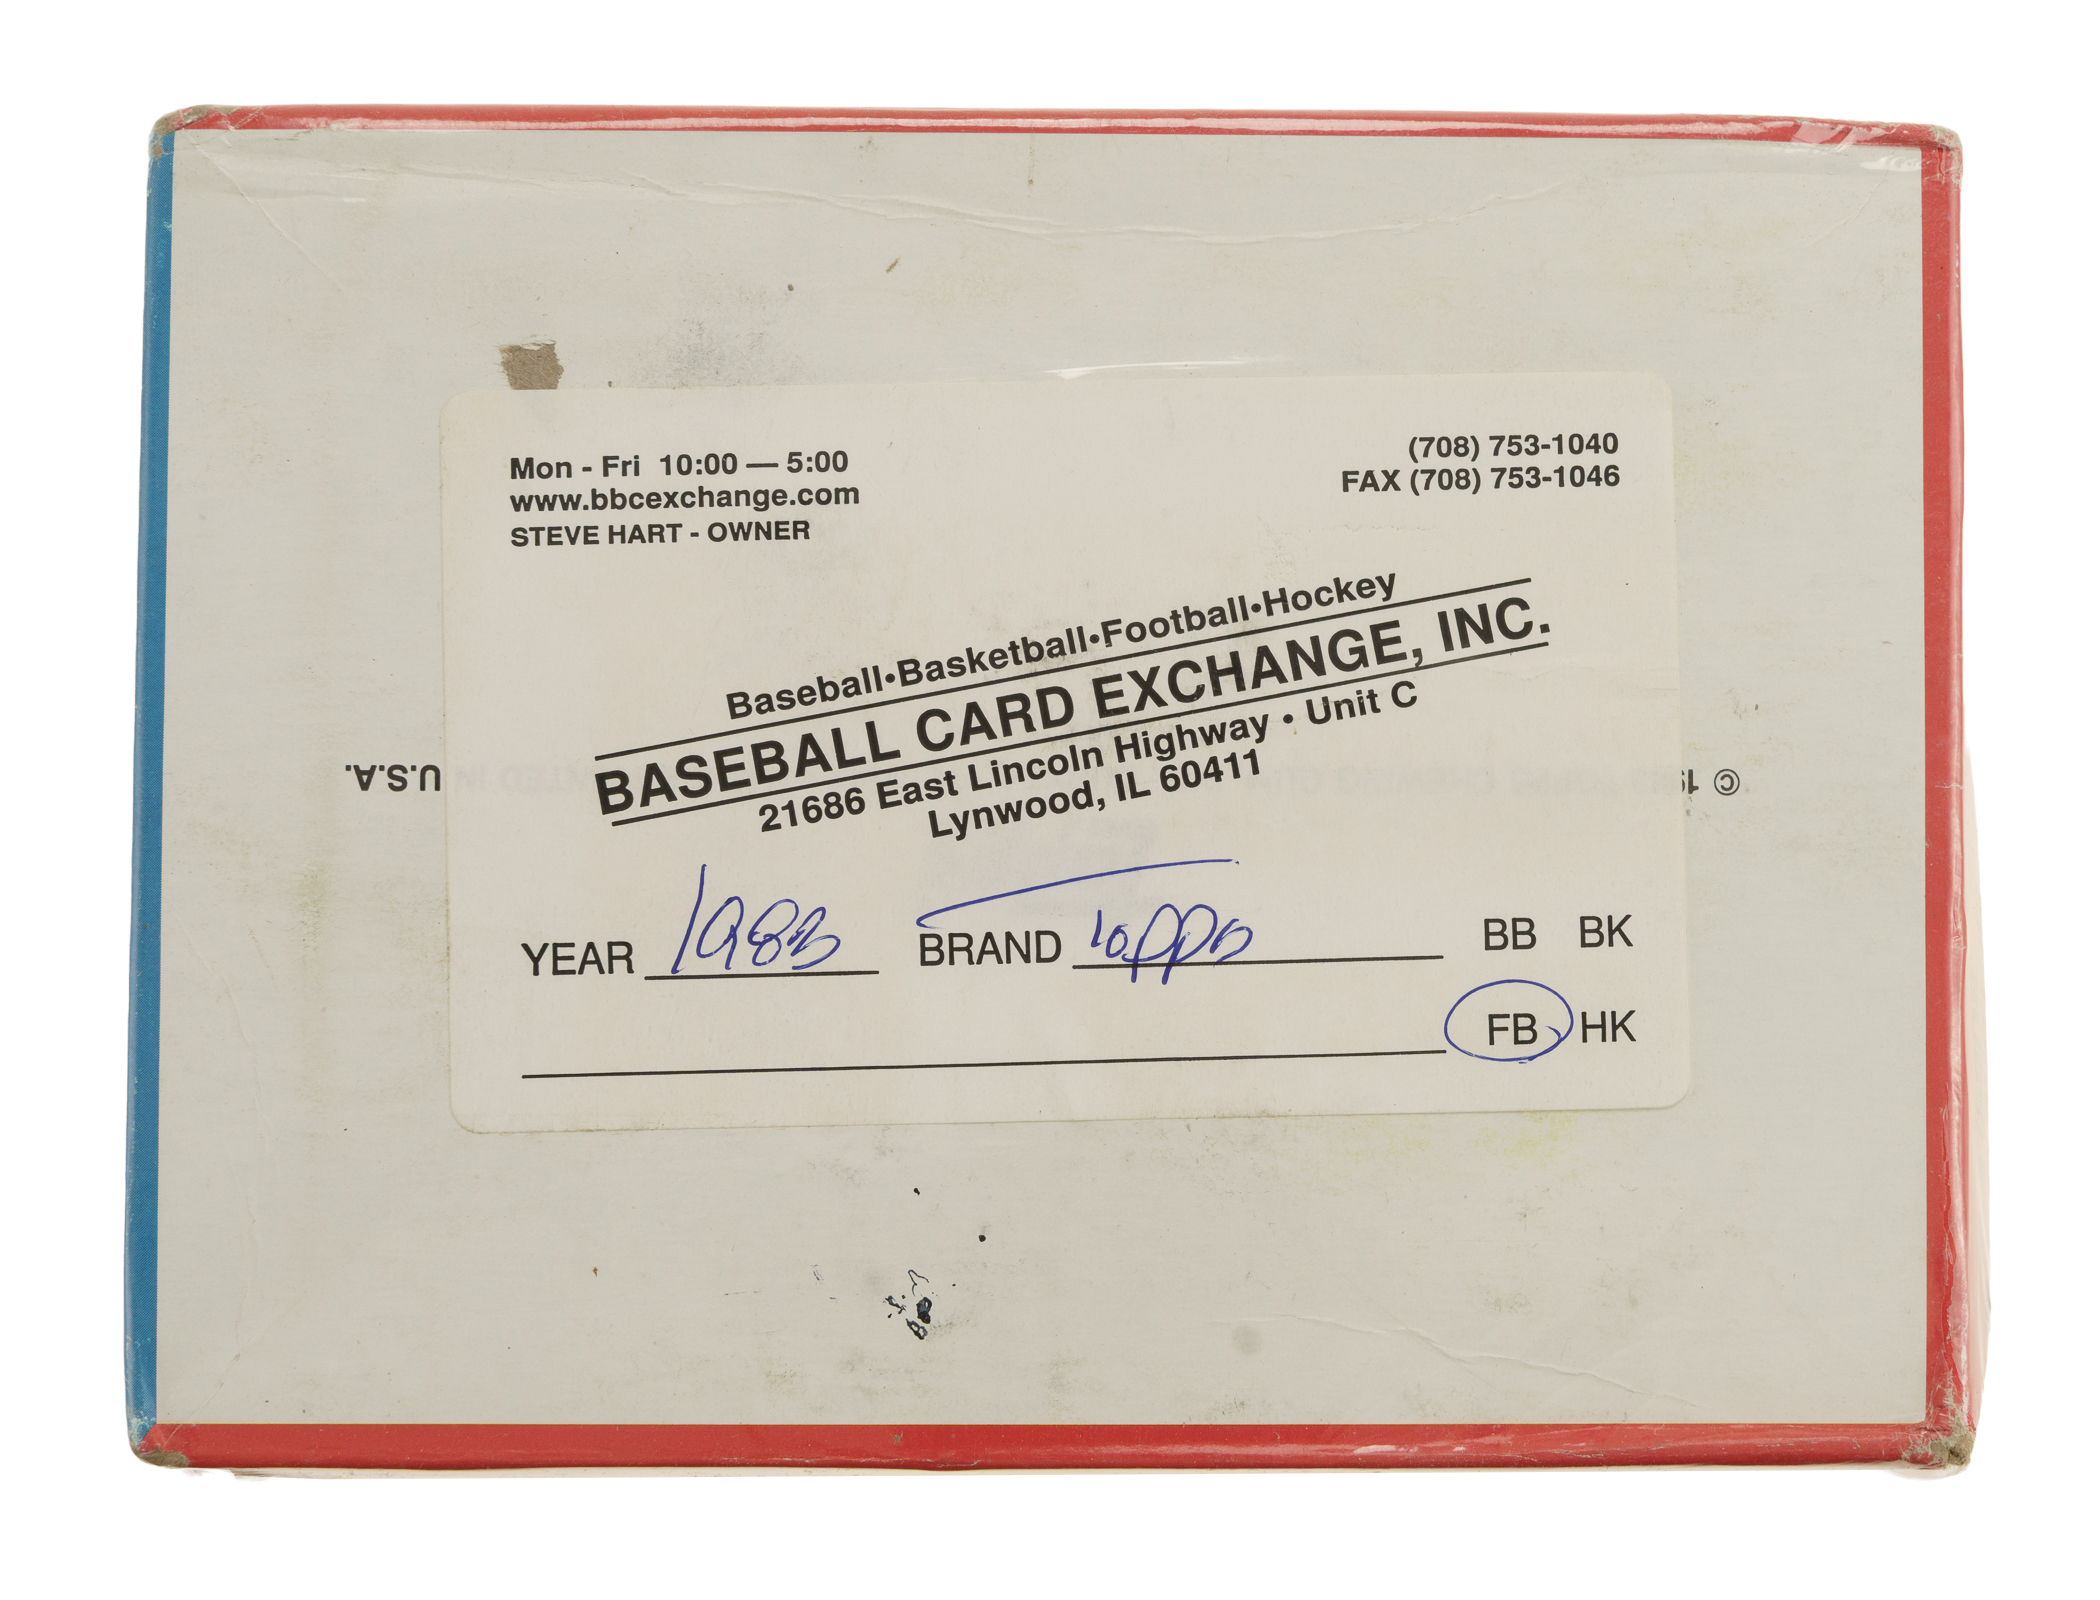 Mon - Fri 10:00 — 5:00
www.bbcexchange.com
STEVE HART - OWNER
(708) 753-1040
FAX (708) 753-1046
Baseball•Basketball•Football•Hockey
BASEBALL CARD EXCHANGE, INC.
21686 East Lincoln Highway • Unit C
Lynwood, IL 60411
YEAR 1983 BRAND Topps BB BK
FB HK
© 19
U.S.A.